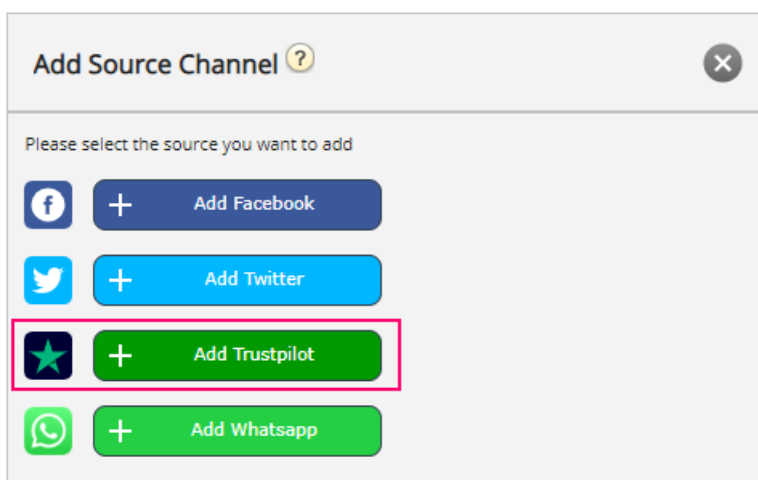 Add Source Channel ?
Please select the source you want to add
f + Add Facebook
+ Add Twitter
+ Add Trustpilot
+ Add Whatsapp